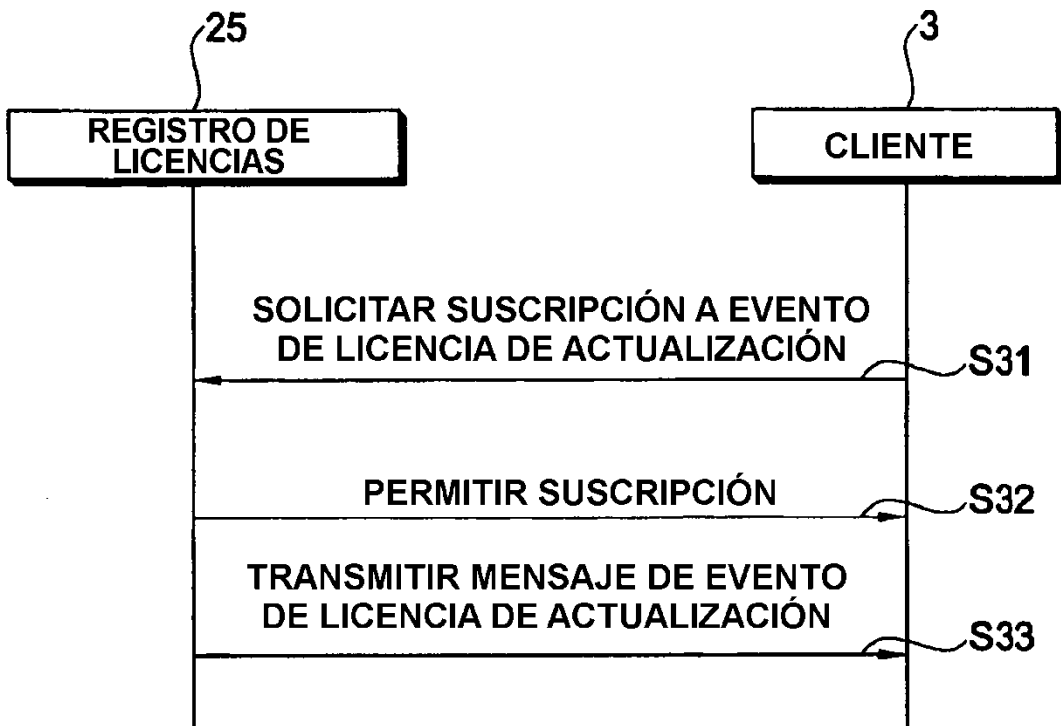 25
3
REGISTRO DE
LICENCIAS
CLIENTE
SOLICITAR SUSCRIPCIÓN A EVENTO
DE LICENCIA DE ACTUALIZACIÓN
S31
PERMITIR SUSCRIPCIÓN
S32
TRANSMITIR MENSAJE DE EVENTO
DE LICENCIA DE ACTUALIZACIÓN
S33